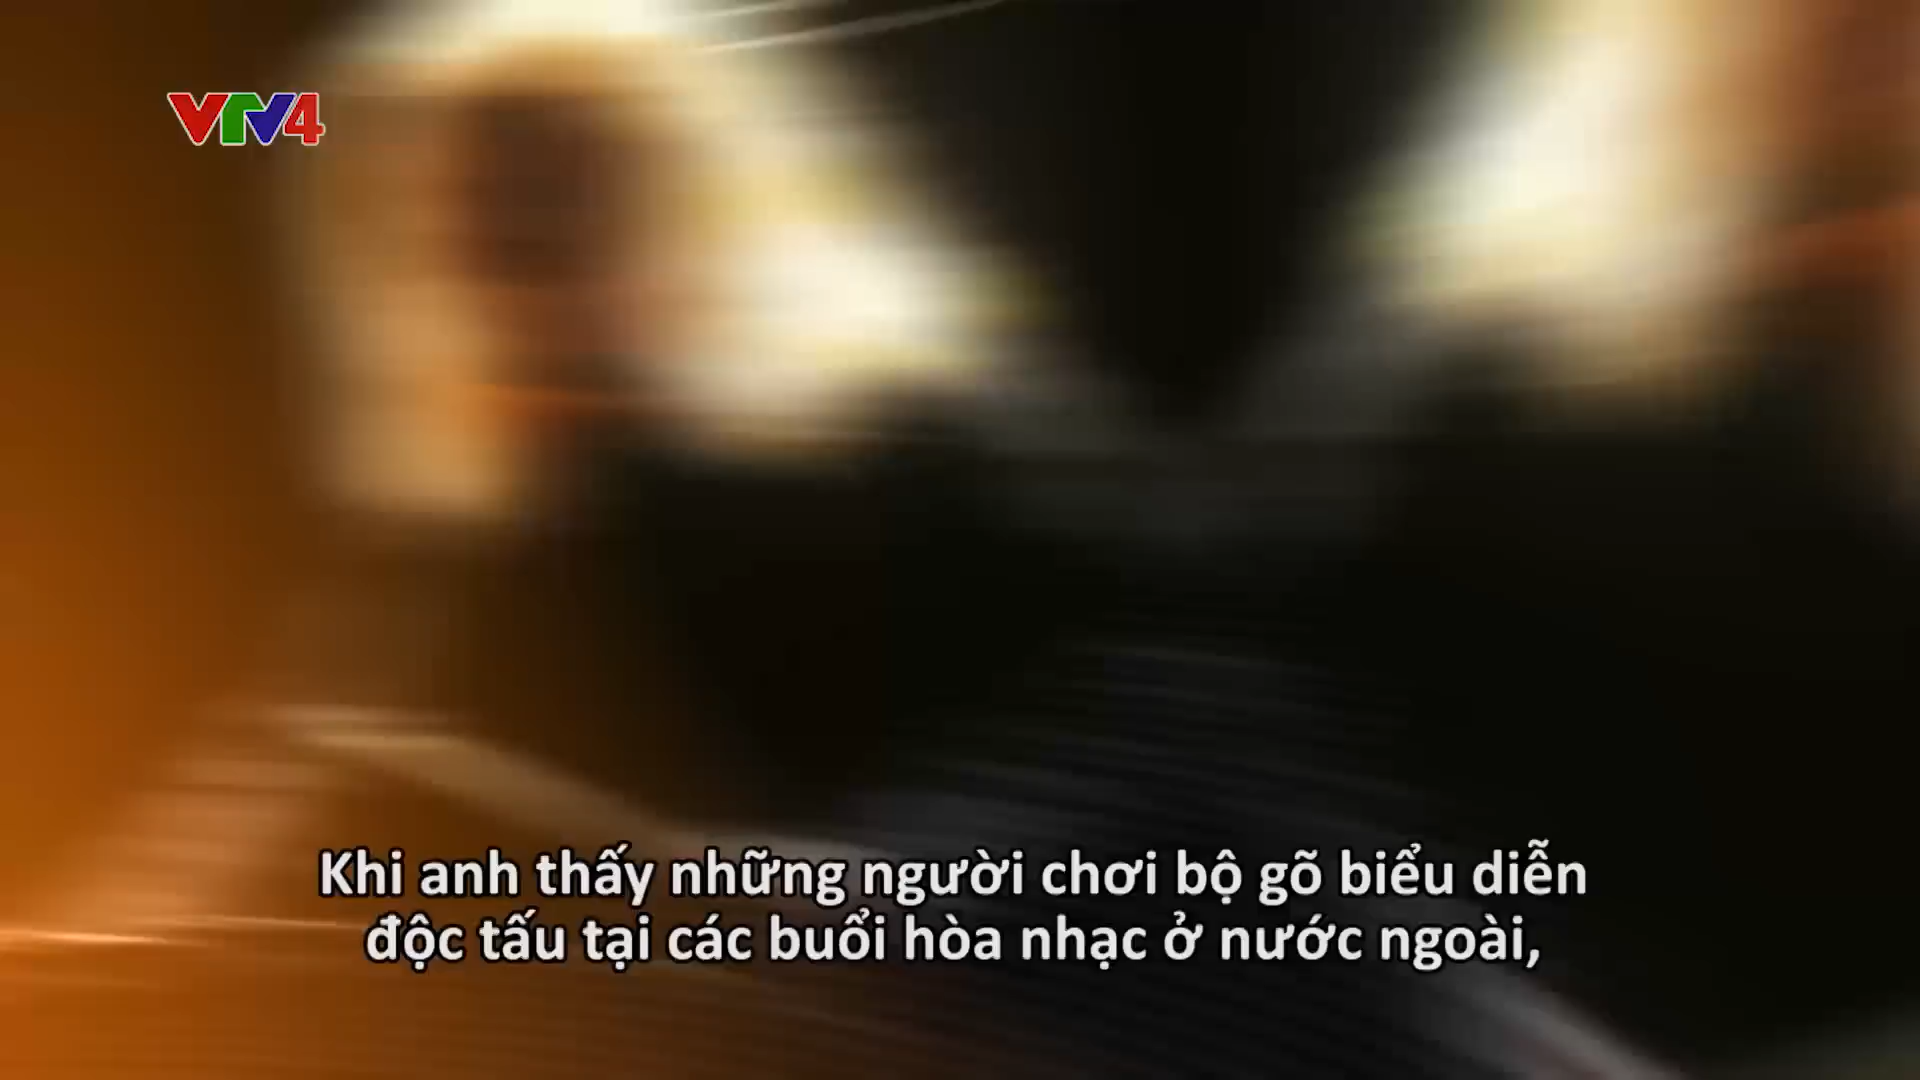 VTV4
Khi anh thấy những người chơi bộ gõ biểu diễn
độc tấu tại các buổi hòa nhạc ở nước ngoài,